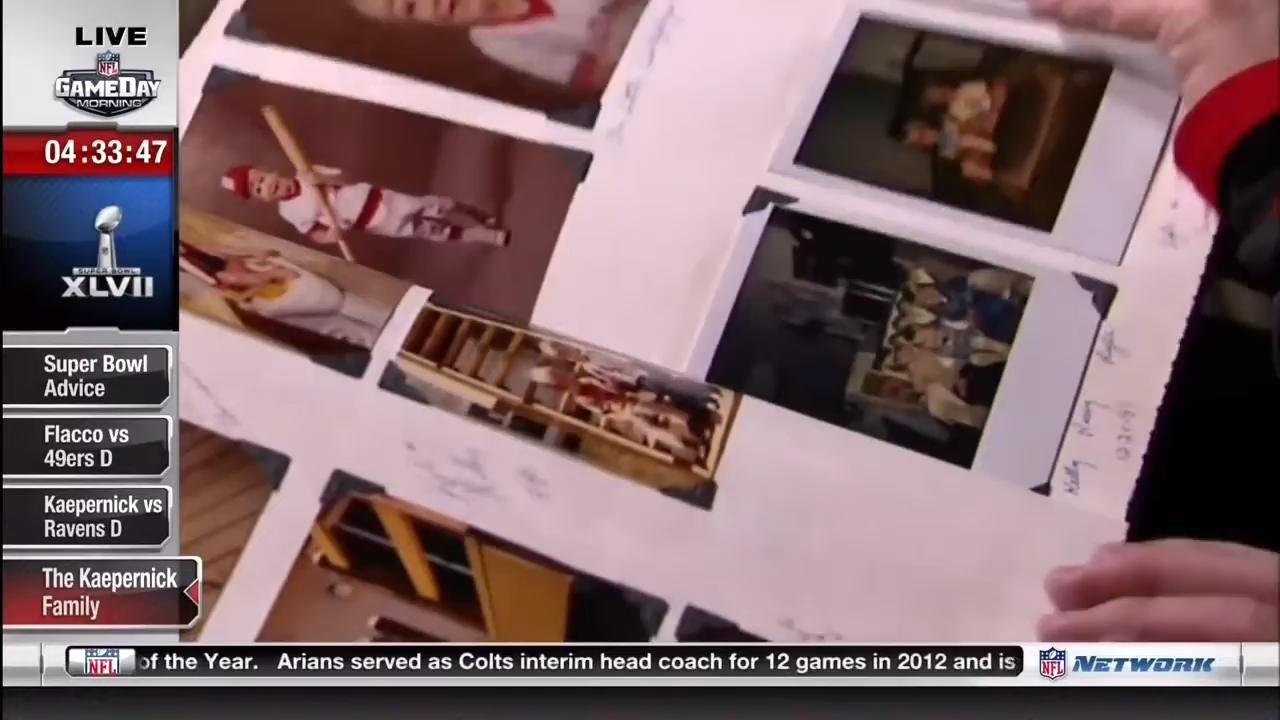 LIVE
NFL
GAMEDAY
MORNING
04:33:47
SUPER BOWL
XLVII
Super Bowl
Advice
Flacco vs
49ers D
Kaepernick vs
Ravens D
The Kaepernick
Family
NFL of the Year. Arians served as Colts interim head coach for 12 games in 2012 and is
NFL NETWORK